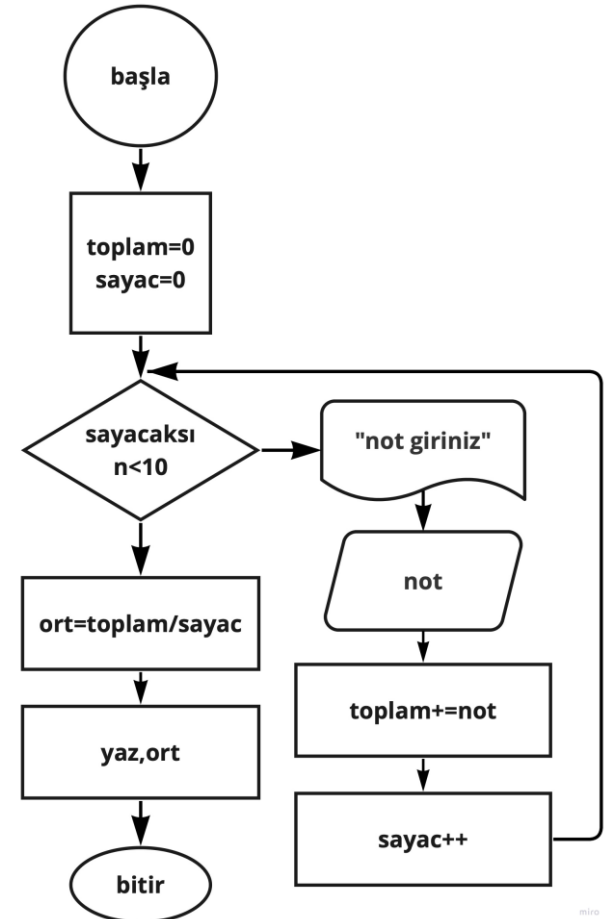 başla
toplam=0
sayac=0
sayacaksı
n<10
"not giriniz"
not
toplam+=not
sayac++
ort=toplam/sayac
yaz,ort
bitir
miro